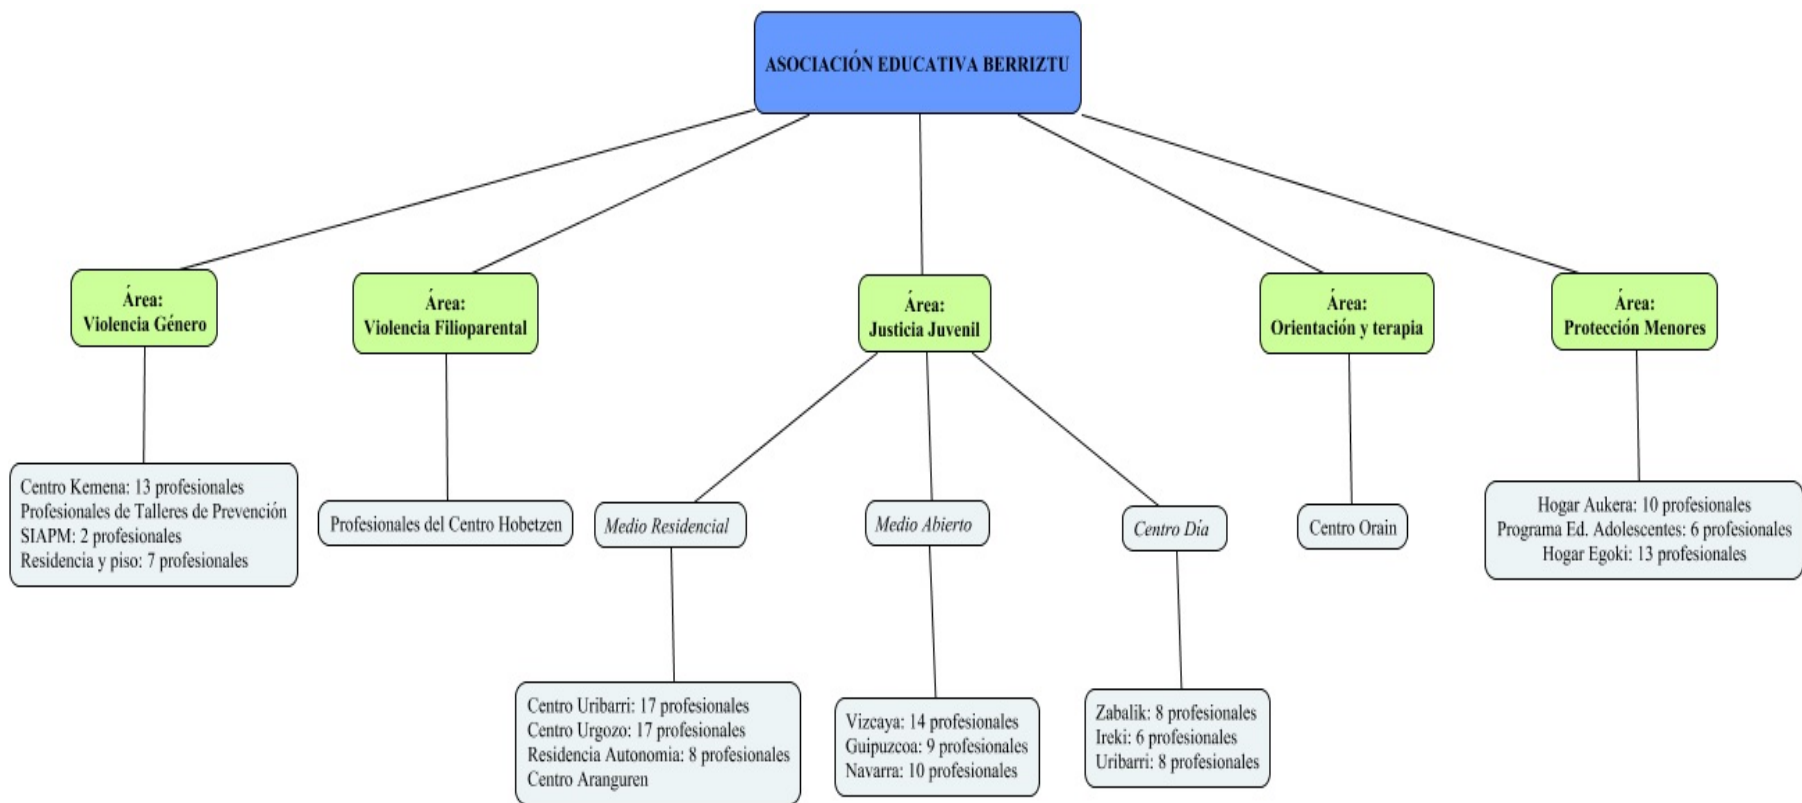 ASOCIACIÓN EDUCATIVA BERRIZTU
Área:
Violencia Género
Área:
Violencia Filioparental
Área:
Justicia Juvenil
Área:
Orientación y terapia
Área:
Protección Menores
Centro Kemena: 13 profesionales
Profesionales de Talleres de Prevención
SIAPM: 2 profesionales
Residencia y piso: 7 profesionales
Profesionales del Centro Hobetzen
Medio Residencial
Medio Abierto
Centro Día
Centro Orain
Hogar Aukera: 10 profesionales
Programa Ed. Adolescentes: 6 profesionales
Hogar Egoki: 13 profesionales
Centro Uribarri: 17 profesionales
Centro Urgozo: 17 profesionales
Residencia Autonomia: 8 profesionales
Centro Aranguren
Vizcaya: 14 profesionales
Guipuzcoa: 9 profesionales
Navarra: 10 profesionales
Zabalik: 8 profesionales
Ireki: 6 profesionales
Uribarri: 8 profesionales